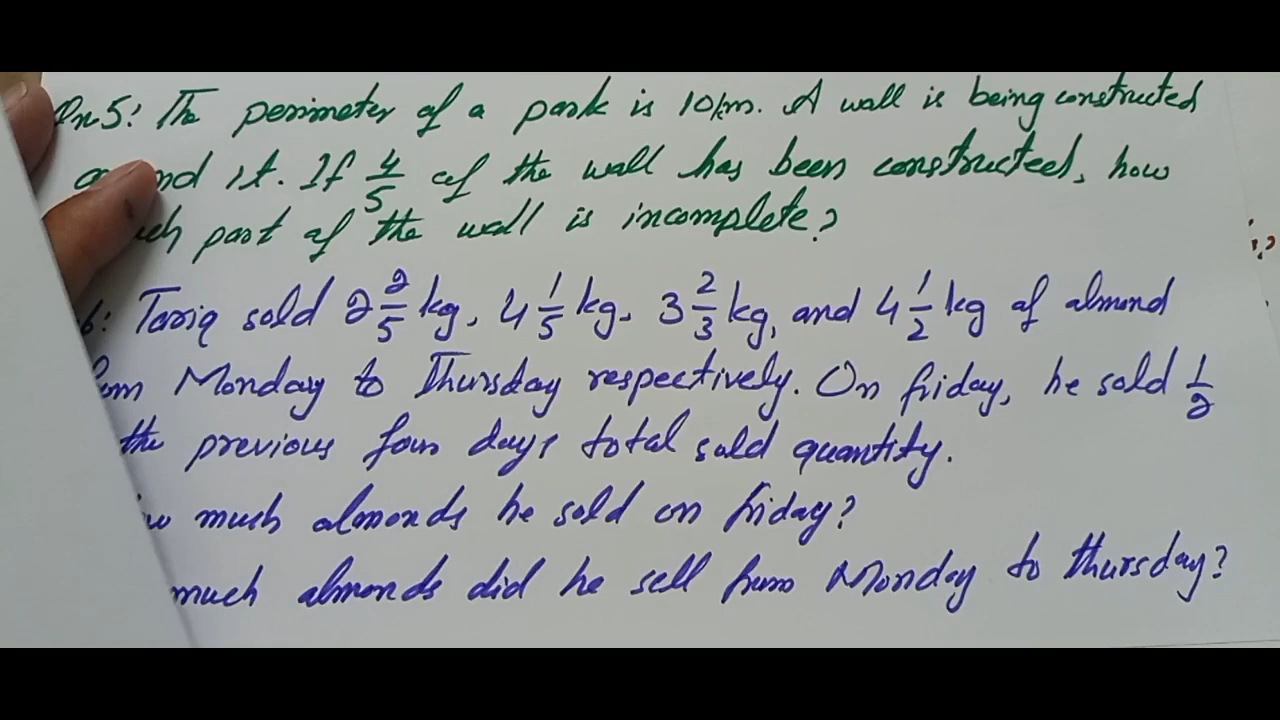 Qn 5: The perimeter of a park is 10km. A wall is being constructed
it. If 4/5 of the wall has been constructed, how
part of the wall is incomplete?
6: Tariq sold 2 2/5 kg, 4 1/5 kg, 3 2/3 kg, and 4 1/2 kg of almond
Monday to Thursday respectively. On friday, he sold 1/2
the previous four days total sold quantity.
much almonds he sold on friday?
much almonds did he sell from Monday to thursday?